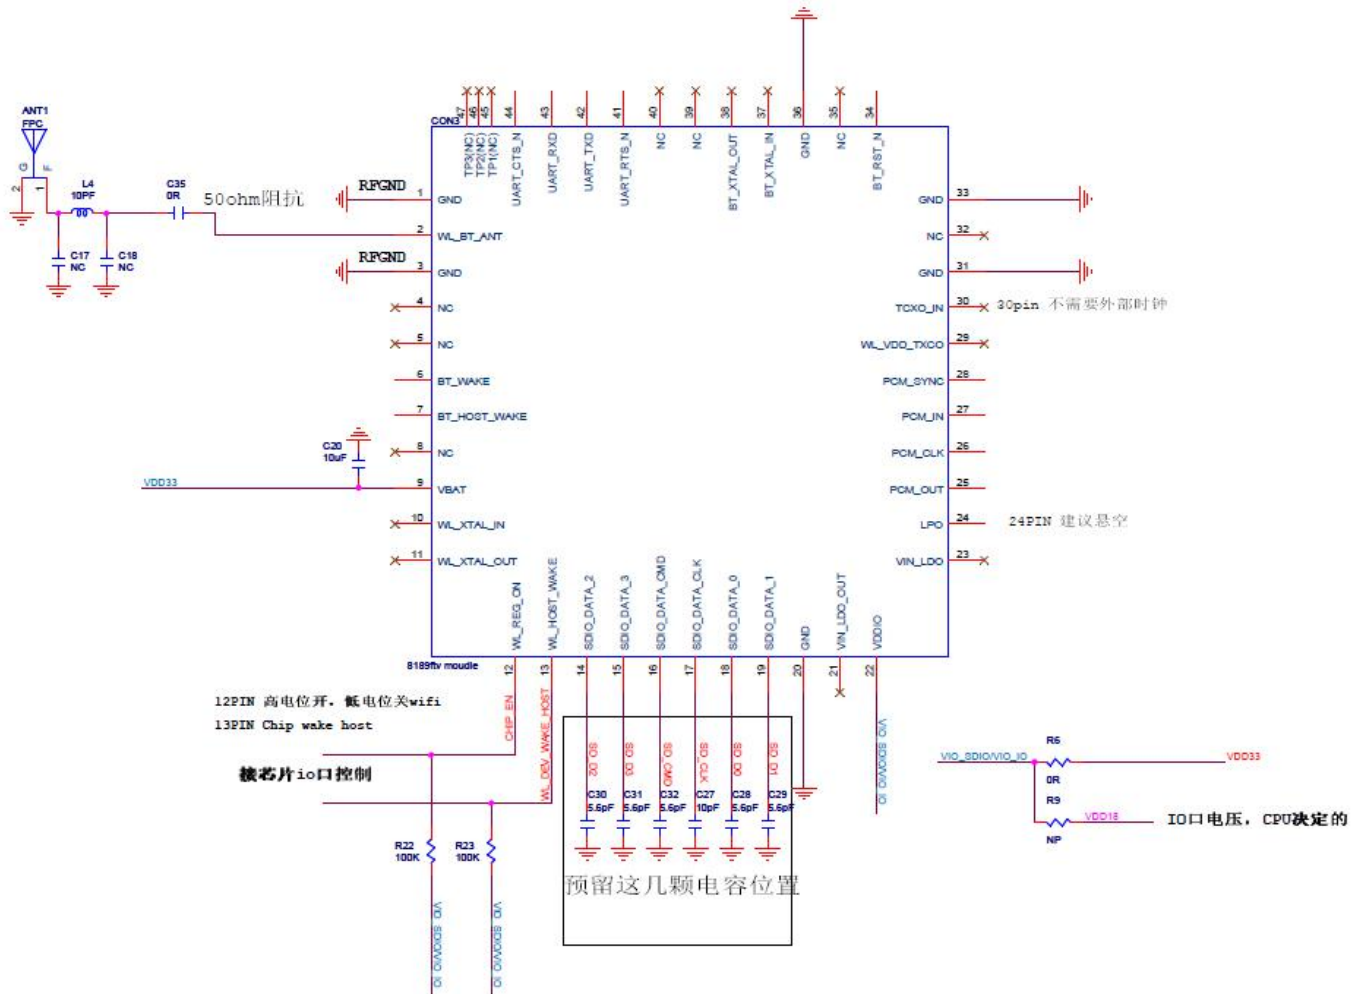 ANT1
FPC
G
F
2
1
L4
10PF
C35
0R
50ohm阻抗
C17
NC
C18
NC
CON3
RFGND
RFGND
47
46
45
44
43
42
41
40
39
38
37
36
35
34
TP3(NC)
TP2(NC)
TP1(NC)
UART_CTS_N
UART_RXD
UART_TXD
UART_RTS_N
NC
NC
BT_XTAL_OUT
BT_XTAL_IN
GND
NC
BT_RST_N
1 GND
2 WL_BT_ANT
3 GND
4 NC
5 NC
6 BT_WAKE
7 BT_HOST_WAKE
8 NC
9 VBAT
10 WL_XTAL_IN
11 WL_XTAL_OUT
C20
10uF
VDD33
GND 33
NC 32
GND 31
TCXO_IN 30
30pin 不需要外部时钟
WL_VDD_TXCO 29
PCM_SYNC 28
PCM_IN 27
PCM_CLK 26
PCM_OUT 25
LPO 24
24PIN 建议悬空
VIN_LDO 23
WL_REG_ON
WL_HOST_WAKE
SDIO_DATA_2
SDIO_DATA_3
SDIO_DATA_CMD
SDIO_DATA_CLK
SDIO_DATA_0
SDIO_DATA_1
GND
VIN_LDO_OUT
VDDIO
8189ftv moudle
12
13
14
15
16
17
18
19
20
21
22
12PIN 高电位开，低电位关wifi
13PIN Chip wake host
接芯片io口控制
CHIP_EN
WL_DEV_WAKE_HOST
SD_D2
SD_D3
SD_CMD
SD_CLK
SD_D0
SD_D1
VIO_SDIO/VIO_IO
C30
5.6pF
C31
5.6pF
C32
5.6pF
C27
10pF
C28
5.6pF
C29
5.6pF
预留这几颗电容位置
R22
100K
R23
100K
VIO_SDIO/VIO_IO
VIO_SDIO/VIO_IO
VIO_SDIO/VIO_IO
R6
0R
VDD33
R9
NP
VDD18
IO口电压，CPU决定的